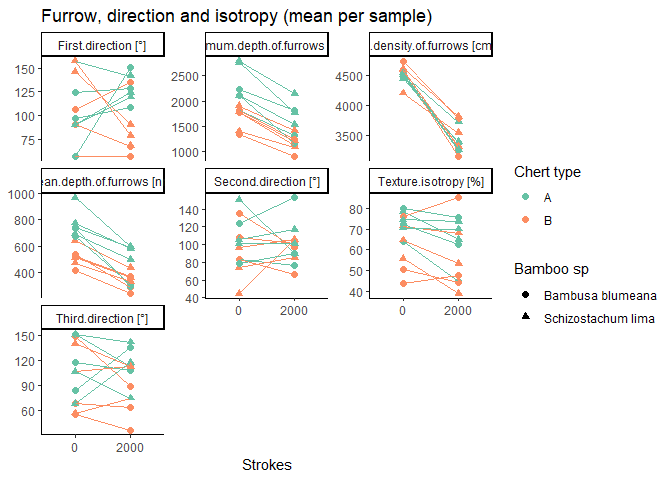 Furrow, direction and isotropy (mean per sample)
First.direction [°]
mum.depth.of.furrows
.density.of.furrows [cm
150
125
100
75
2500
2000
1500
1000
4500
4000
3500
ean.depth.of.furrows [n
Second.direction [°]
Texture.isotropy [%]
1000
800
600
400
140
120
100
80
60
40
80
70
60
50
40
Third.direction [°]
150
120
90
60
0 2000
0 2000
0 2000
Strokes
Chert type
A
B
Bamboo sp
Bambusa blumeana
Schizostachum lima